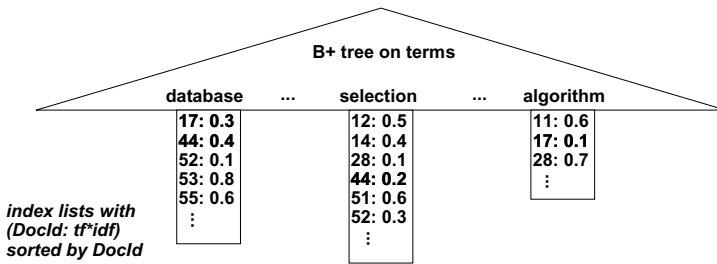 B+ tree on terms
database ... selection ... algorithm
17: 0.3 12: 0.5 11: 0.6
44: 0.4 14: 0.4 17: 0.1
52: 0.1 28: 0.1 28: 0.7
53: 0.8 44: 0.2 ⋮
55: 0.6 51: 0.6
⋮ 52: 0.3
⋮
index lists with
(DocId: tf*idf)
sorted by DocId